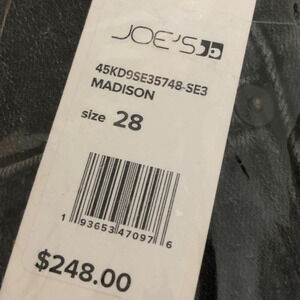 JOE'S
45KD9SE35748-SE3
MADISON
size 28
1 93653 47097 6
$248.00